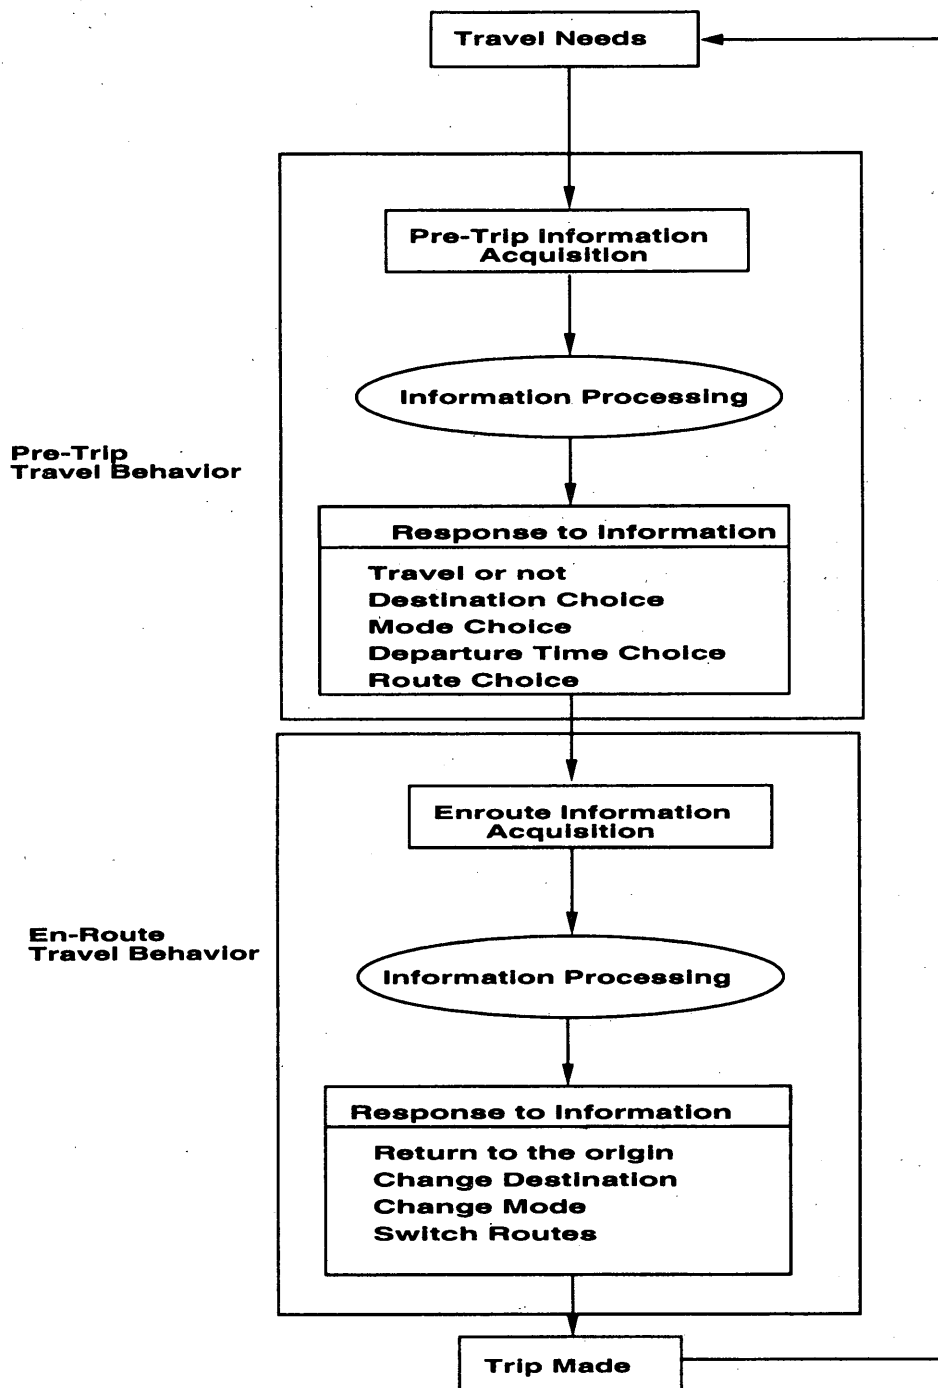 Travel Needs
Pre-Trip Information
Acquisition
Information Processing
Pre-Trip
Travel Behavior
Response to Information
Travel or not
Destination Choice
Mode Choice
Departure Time Choice
Route Choice
Enroute Information
Acquisition
En-Route
Travel Behavior
Information Processing
Response to Information
Return to the origin
Change Destination
Change Mode
Switch Routes
Trip Made